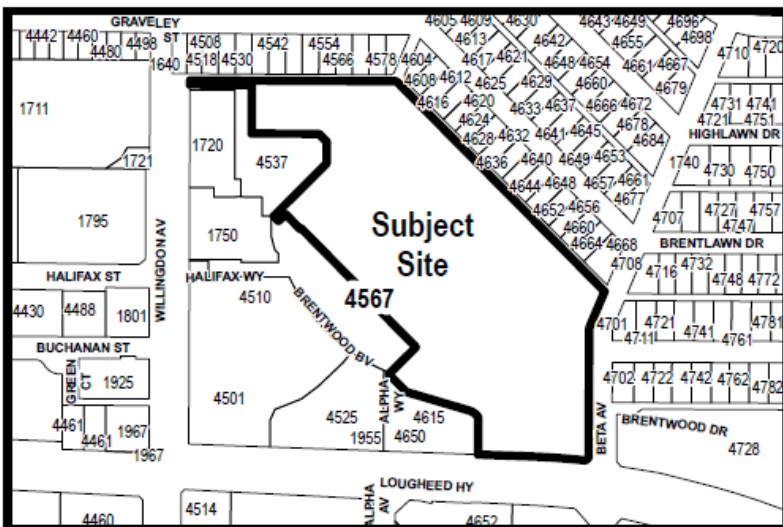 GRAVELEY
ST
4605 4609 4630 4643 4649 4696
4442 4460 4498 4508 4542 4554 4613 4642 4655 4698 4710 4720
4480 1640 4518 4530 4566 4578 4604 4617 4621 4648 4654 4661 4667
4608 4612 4625 4629 4660 4679
1711 4616 4620 4633 4637 4666 4672 4731 4741
4624 4678 4721 4751
4628 4632 4641 4645 4684 HIGHLAWN DR
1720 4537 4636 4640 4649 4653 1740 4730 4750
1721 4644 4648 4657 4661
4652 4656 4677 4727 4757
1795 1750 Subject 4660 4707 4747
Site 4664 4668 BRENTLAWN DR
WILLINGDON AV
HALIFAX ST HALIFAX WY 4708 4716 4732 4748 4772
4510 4567
4430 4488 1801 BRENTWOOD BV 4701 4721 4741 4781
4711 4761
BUCHANAN ST
GREEN CT 1925 4702 4722 4742 4762 4782
4501 ALPHA WY 4615
4461 4525 BRENTWOOD DR
4461 1967 1955 4650 BETA AV 4728
1967
LOUGHEED HY
4460 4514 ALPHA AV 4652